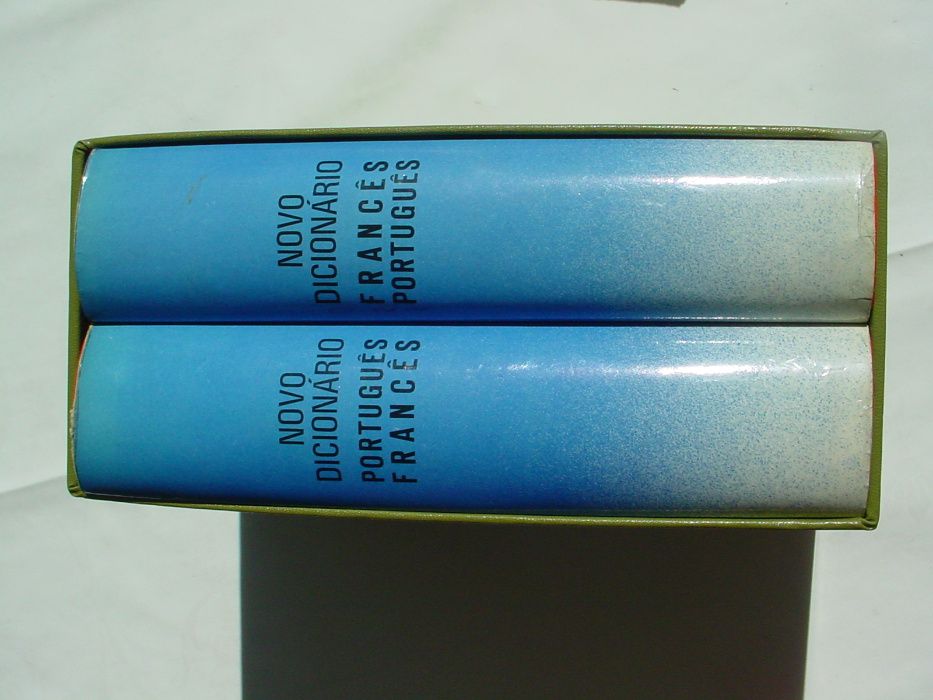 NOVO
DICIONÁRIO
FRANCÊS
PORTUGUÊS
NOVO
DICIONÁRIO
PORTUGUÊS
FRANCÊS